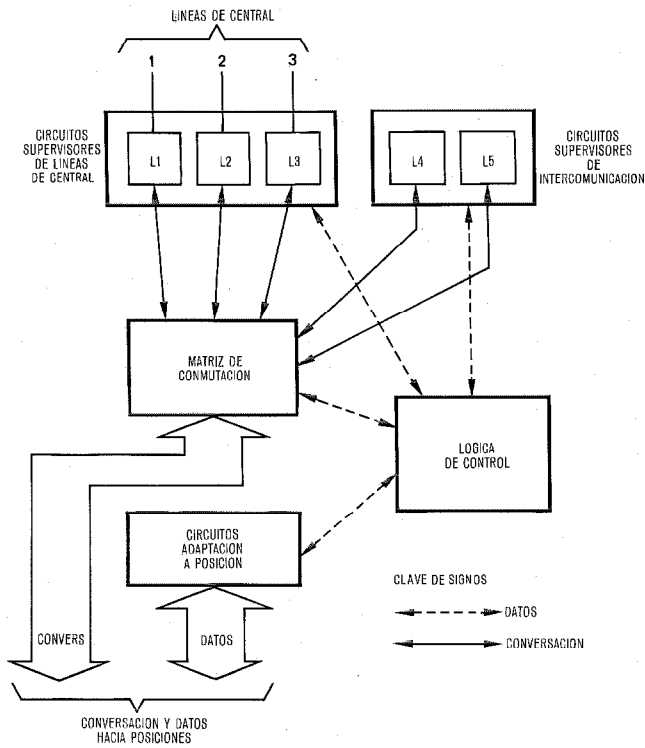 LINEAS DE CENTRAL
1 2 3
CIRCUITOS
SUPERVISORES
DE LINEAS
DE CENTRAL
L1 L2 L3
L4 L5
CIRCUITOS
SUPERVISORES
DE
INTERCOMUNICACION
MATRIZ DE
CONMUTACION
LOGICA
DE CONTROL
CIRCUITOS
ADAPTACION
A POSICION
CLAVE DE SIGNOS
DATOS
CONVERSACION
CONVERS
DATOS
CONVERSACION Y DATOS
HACIA POSICIONES